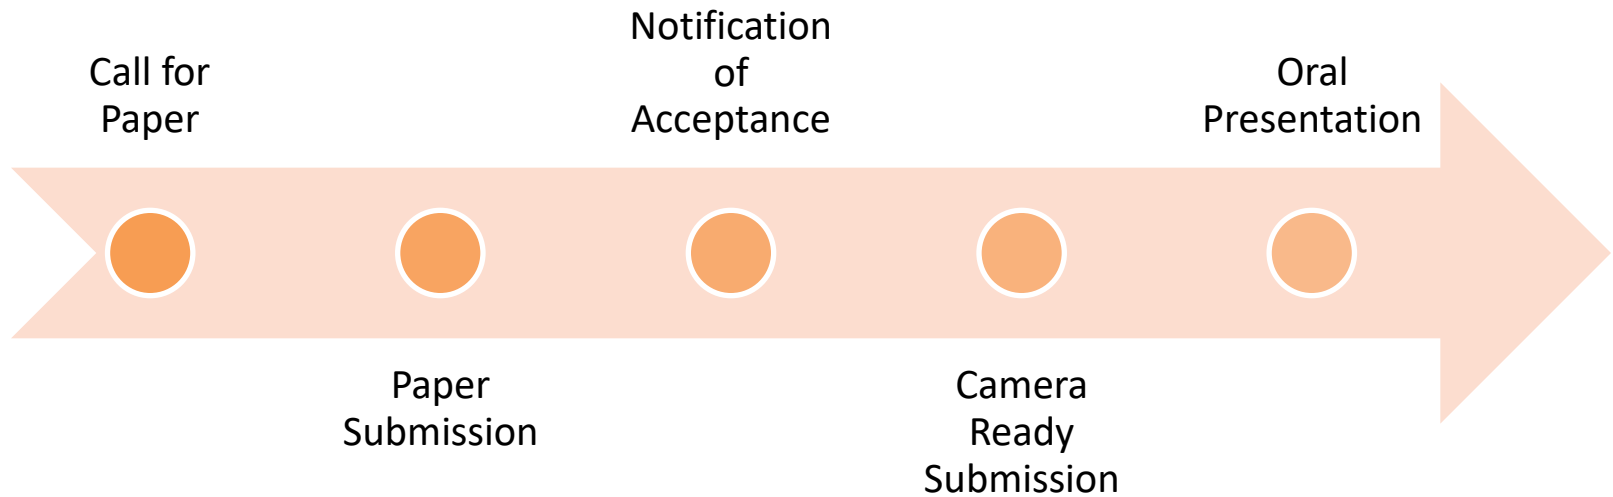 Call for
Paper
Paper
Submission
Notification
of
Acceptance
Camera
Ready
Submission
Oral
Presentation